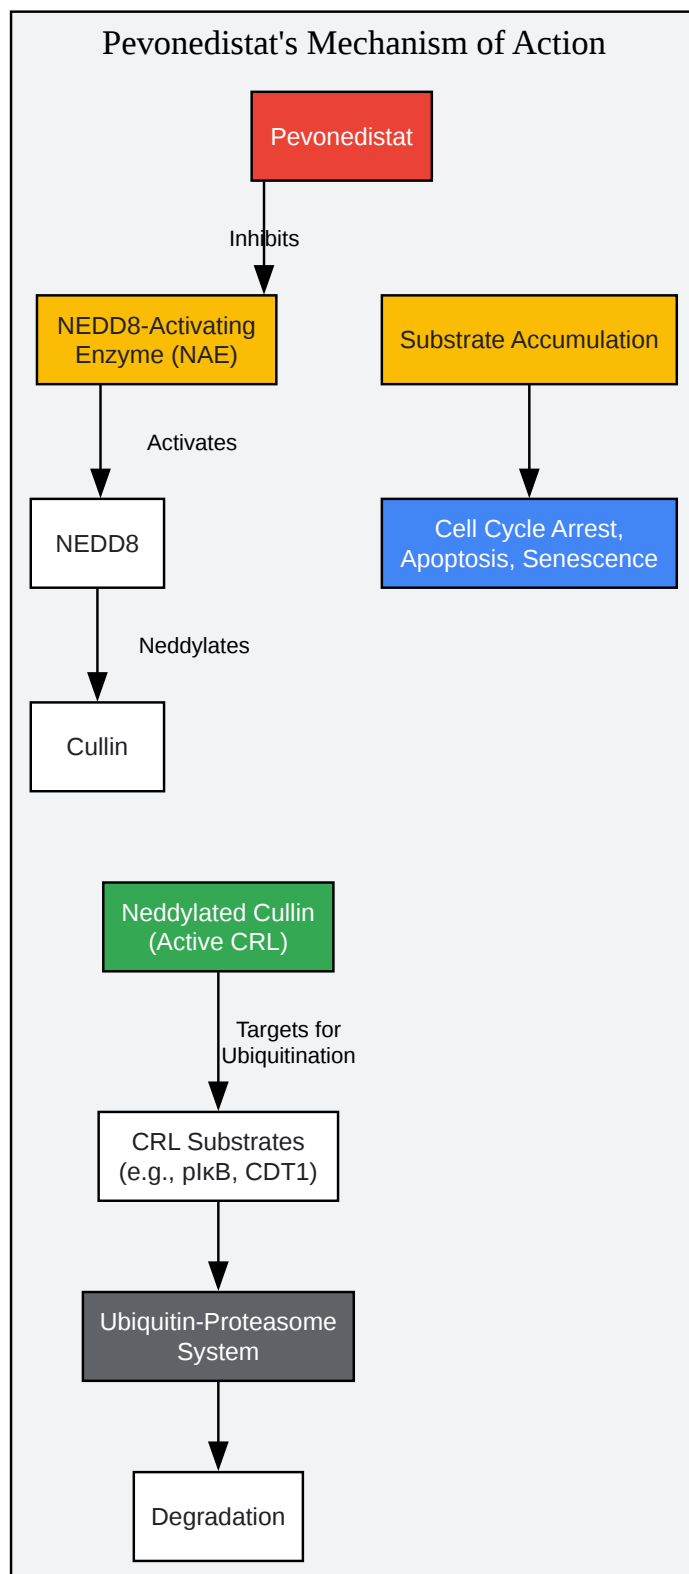 Pevonedistat's Mechanism of Action
Pevonedistat
Inhibits
NEDD8-Activating
Enzyme (NAE)
Substrate Accumulation
Activates
NEDD8
Cell Cycle Arrest,
Apoptosis, Senescence
Neddylates
Cullin
Neddylated Cullin
(Active CRL)
Targets for
Ubiquitination
CRL Substrates
(e.g., pIκB, CDT1)
Ubiquitin-Proteasome
System
Degradation